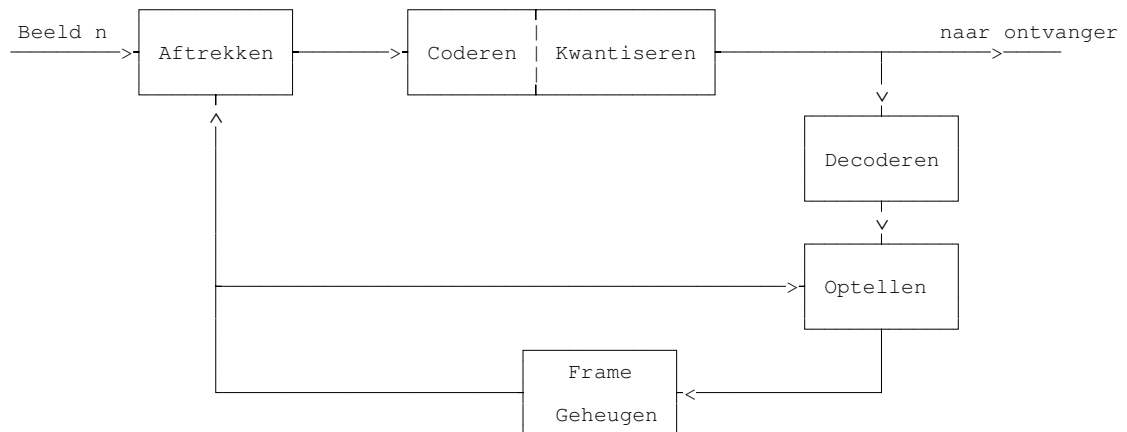 Beeld n
naar ontvanger
Aftrekken
Coderen
Kwantiseren
Decoderen
Optellen
Frame
Geheugen